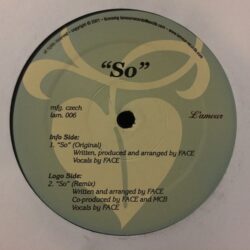 "So"
mfg. czech
lam. 006
L'amour
Info Side:
1. "So" (Original)
Written, produced and arranged by FACE
Vocals by FACE
Logo Side:
2. "So" (Remix)
Written and arranged by FACE
Co-produced by FACE and MCB
Vocals by FACE